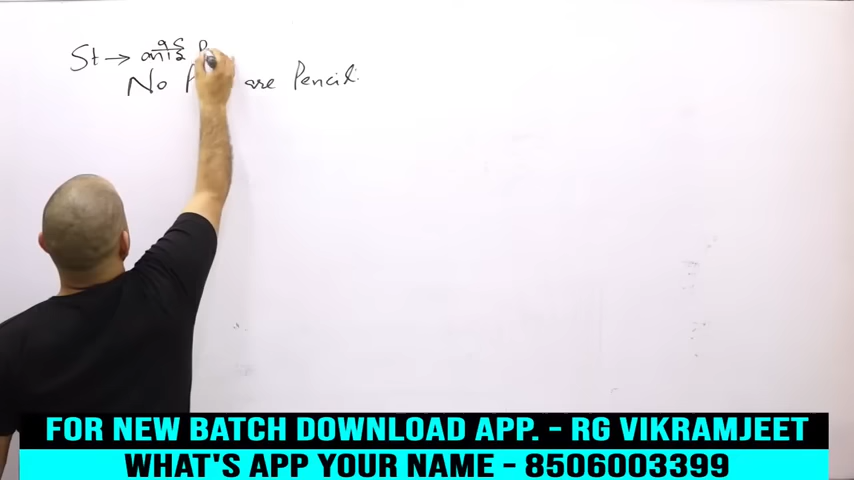 St →
No P are Pencil.
FOR NEW BATCH DOWNLOAD APP. - RG VIKRAMJEET
WHAT'S APP YOUR NAME - 8506003399